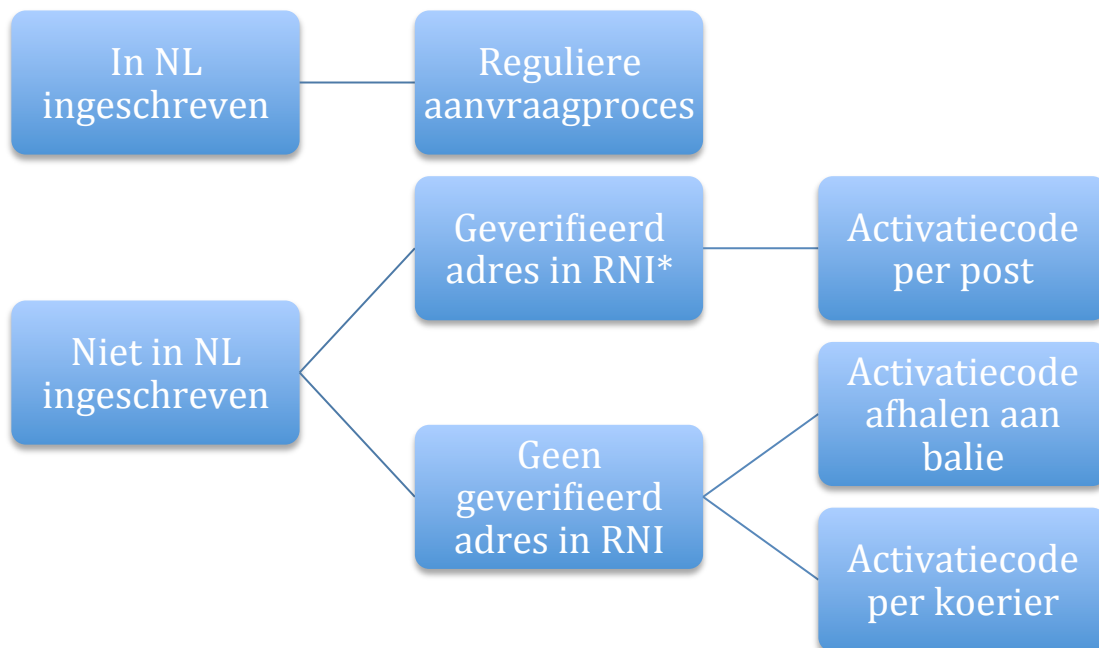 In NL
ingeschreven
Reguliere
aanvraagproces
Niet in NL
ingeschreven
Geverifieerd
adres in RNI*
Activatiecode
per post
Geen
geverifieerd
adres in RNI
Activatiecode
afhalen aan
balie
Activatiecode
per koerier